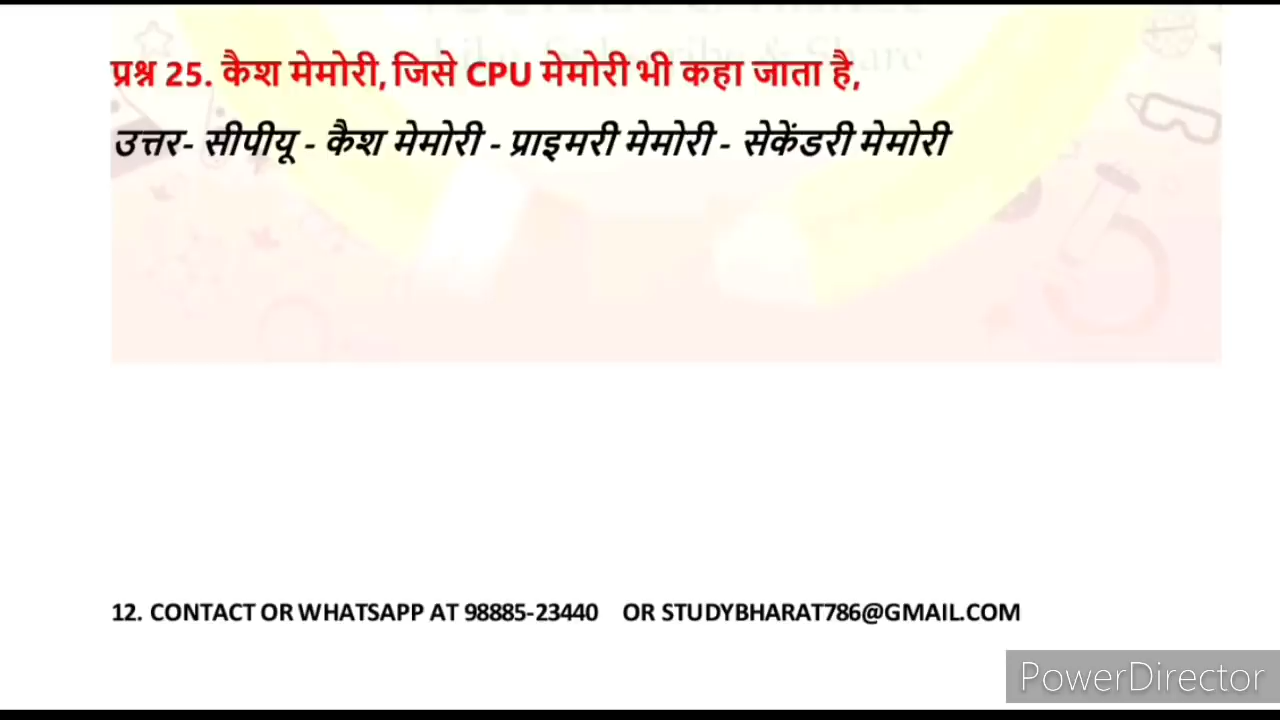 प्रश्न 25. कैश मेमोरी, जिसे CPU मेमोरी भी कहा जाता है,
उत्तर- सीपीयू - कैश मेमोरी - प्राइमरी मेमोरी - सेकेंडरी मेमोरी
12. CONTACT OR WHATSAPP AT 98885-23440 OR STUDYBHARAT786@GMAIL.COM
PowerDirector